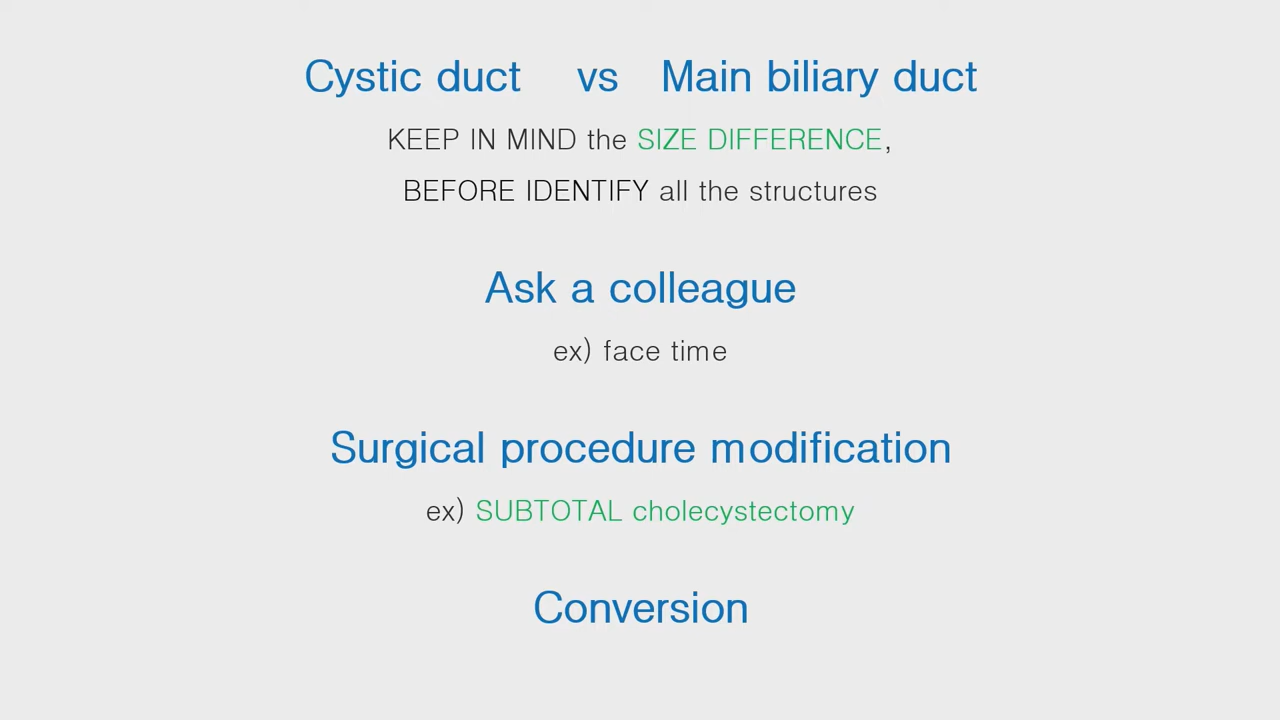 Cystic duct vs Main biliary duct
KEEP IN MIND the SIZE DIFFERENCE,
BEFORE IDENTIFY all the structures
Ask a colleague
ex) face time
Surgical procedure modification
ex) SUBTOTAL cholecystectomy
Conversion